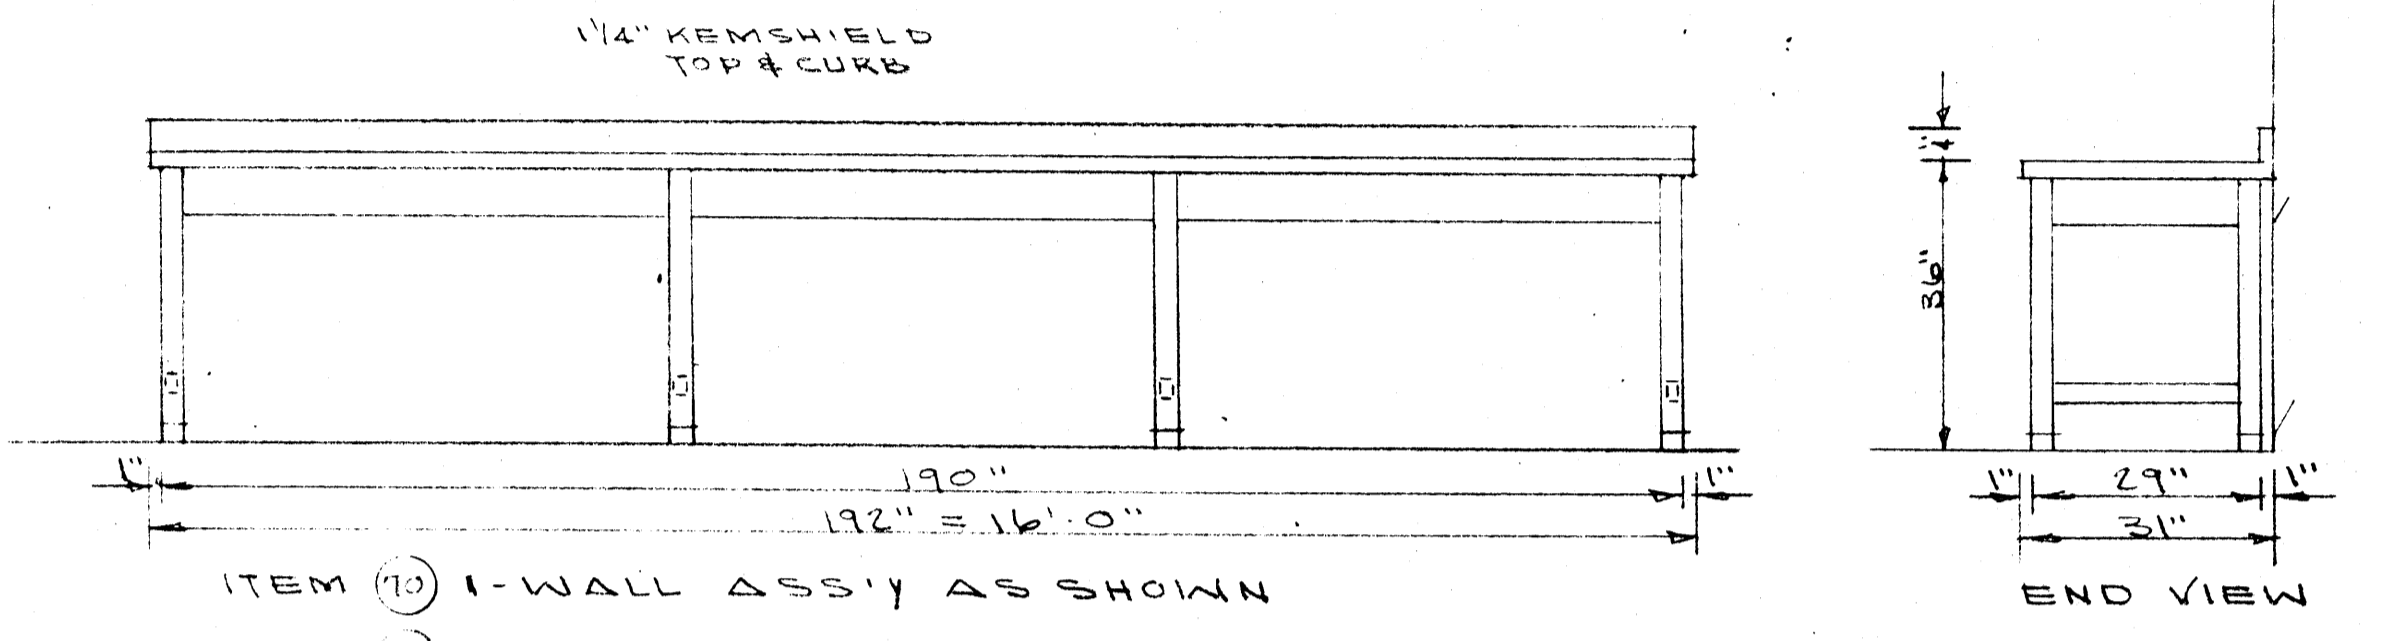 1 1/4" KEMSHIELD
TOP & CURB
4"
36"
1" 190" 1"
192" = 16'-0"
1" 29" 1"
31"
ITEM 70 1-WALL ASS'Y AS SHOWN
END VIEW